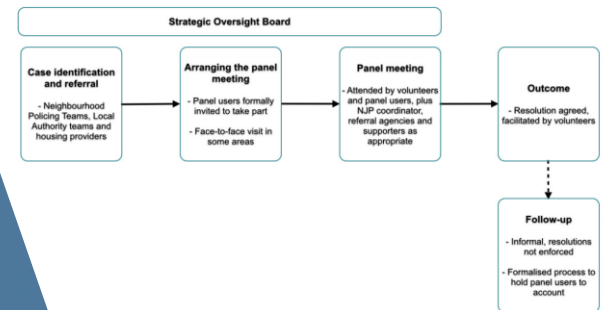 Strategic Oversight Board
Case identification
and referral
- Neighbourhood
Policing Teams, Local
Authority teams and
housing providers
Arranging the panel
meeting
- Panel users formally
invited to take part
- Face-to-face visit in
some areas
Panel meeting
- Attended by volunteers
and panel users, plus
NJP coordinator,
referral agencies and
supporters as
appropriate
Outcome
- Resolution agreed,
facilitated by volunteers
Follow-up
- Informal, resolutions
not enforced
- Formalised process to
hold panel users to
account